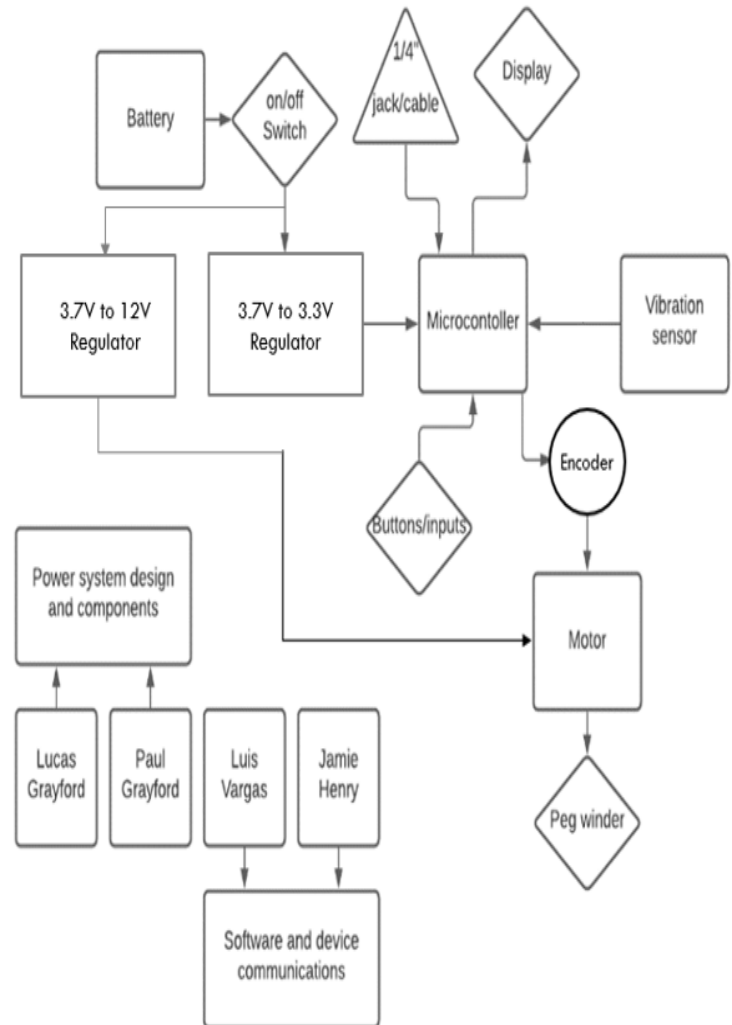 1/4"
jack/cable
Display
Battery
on/off
Switch
3.7V to 12V
Regulator
3.7V to 3.3V
Regulator
Microcontoller
Vibration
sensor
Encoder
Buttons/inputs
Power system design
and components
Motor
Lucas
Grayford
Paul
Grayford
Luis
Vargas
Jamie
Henry
Peg winder
Software and device
communications